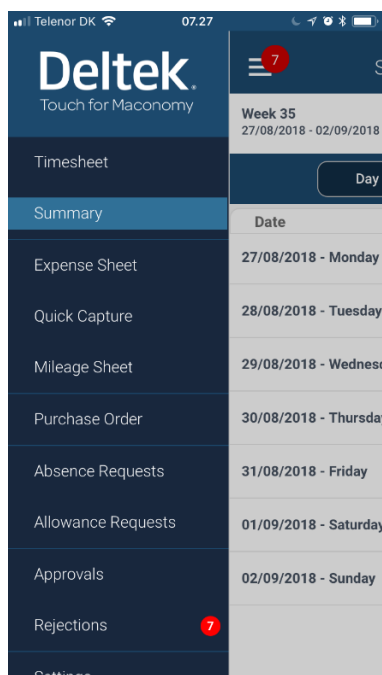 Telenor DK 07.27
Deltek.
Touch for Maconomy
Timesheet
Summary
Expense Sheet
Quick Capture
Mileage Sheet
Purchase Order
Absence Requests
Allowance Requests
Approvals
Rejections 7
Settings
7 S
Week 35
27/08/2018 - 02/09/2018
Day
Date
27/08/2018 - Monday
28/08/2018 - Tuesday
29/08/2018 - Wednesd
30/08/2018 - Thursday
31/08/2018 - Friday
01/09/2018 - Saturday
02/09/2018 - Sunday